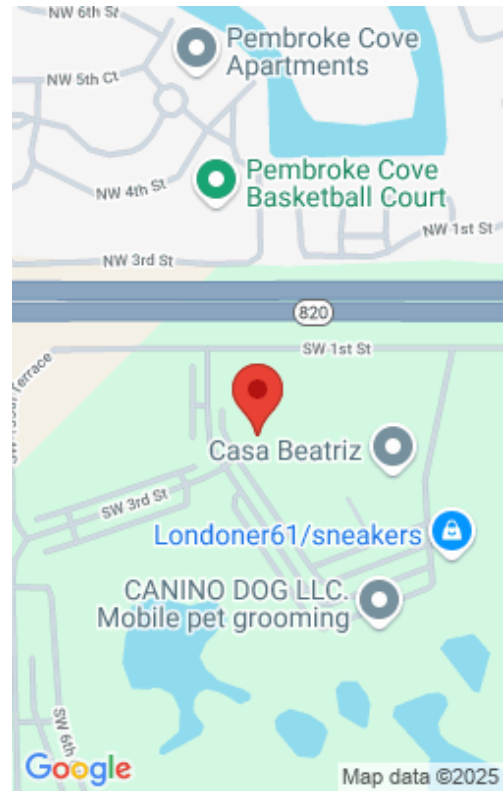 NW 6th St
Pembroke Cove
Apartments
NW 5th Ct
Pembroke Cove
Basketball Court
NW 4th St
NW 1st St
NW 3rd St
820
SW 1st St
Terrace
Casa Beatriz
SW 3rd St
Londoner61/sneakers
CANINO DOG LLC.
Mobile pet grooming
SW 6th
Google
Map data ©2025